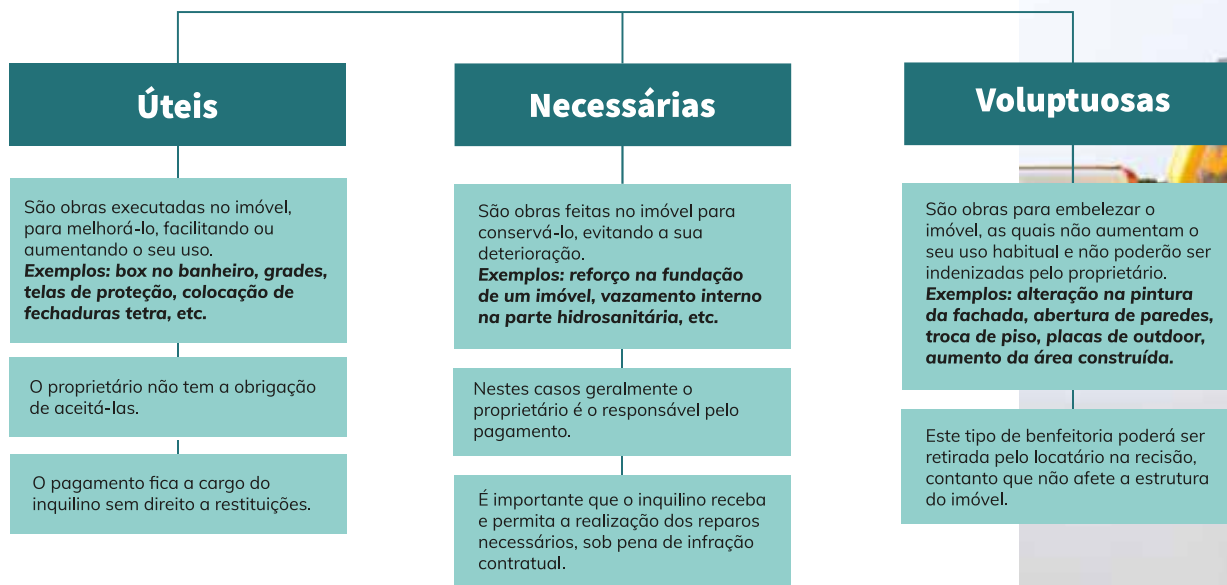 Úteis
São obras executadas no imóvel,
para melhorá-lo, facilitando ou
aumentando o seu uso.
Exemplos: box no banheiro, grades,
telas de proteção, colocação de
fechaduras tetra, etc.
O proprietário não tem a obrigação
de aceitá-las.
O pagamento fica a cargo do
inquilino sem direito a restituições.
Necessárias
São obras feitas no imóvel para
conservá-lo, evitando a sua
deterioração.
Exemplos: reforço na fundação
de um imóvel, vazamento interno
na parte hidrosanitária, etc.
Nestes casos geralmente o
proprietário é o responsável pelo
pagamento.
É importante que o inquilino receba
e permita a realização dos reparos
necessários, sob pena de infração
contratual.
Voluptuosas
São obras para embelezar o
imóvel, as quais não aumentam o
seu uso habitual e não poderão ser
indenizadas pelo proprietário.
Exemplos: alteração na pintura
da fachada, abertura de paredes,
troca de piso, placas de outdoor,
aumento da área construída.
Este tipo de benfeitoria poderá ser
retirada pelo locatário na recisão,
contanto que não afete a estrutura
do imóvel.